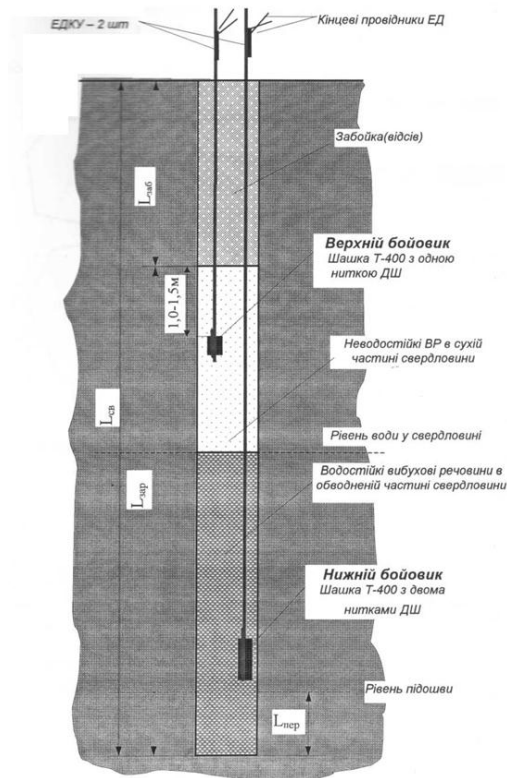 ЕДКУ – 2 шт
Кінцеві провідники ЕД
Забойка(відсів)
Lзаб
Верхній бойовик
Шашка Т-400 з одною
ниткою ДШ
1,0-1,5м
Неводостійкі ВР в сухій
частині свердловини
Lсв
Рівень води у свердловині
Водостійкі вибухові речовини в
обводненій частині свердловини
Lзар
Нижній бойовик
Шашка Т-400 з двома
нитками ДШ
Рівень підошви
Lпер